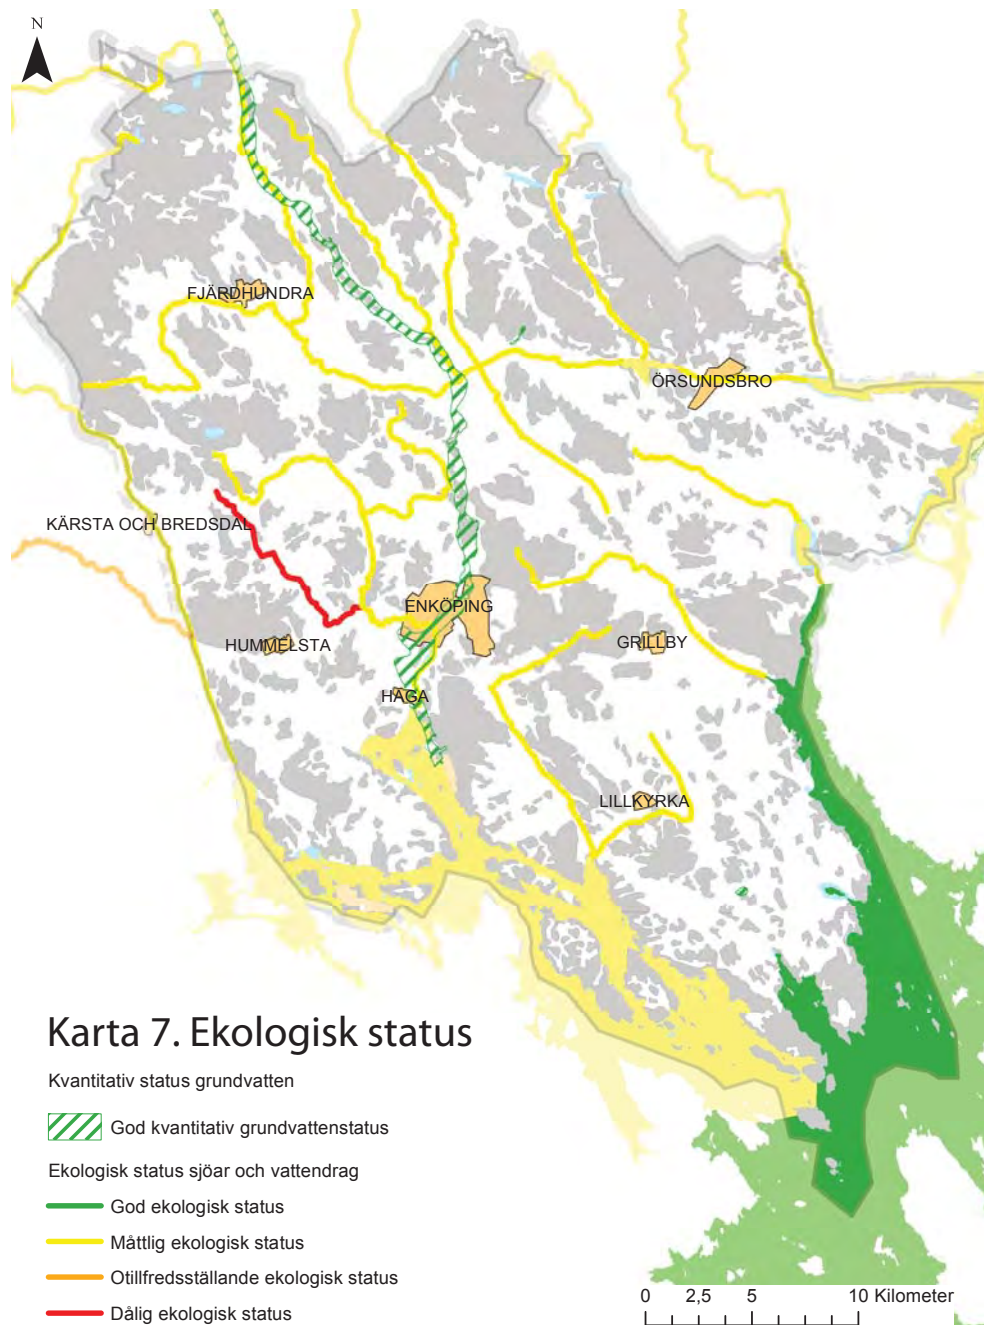 N
FJÄRDHUNDRA
ÖRSUNDSBRO
KÄRSTA OCH BREDSDAL
ENKÖPING
HUMMELSTA
GRILLBY
HAGA
LILLKYRKA
Karta 7. Ekologisk status
Kvantitativ status grundvatten
God kvantitativ grundvattenstatus
Ekologisk status sjöar och vattendrag
God ekologisk status
Måttlig ekologisk status
Otillfredsställande ekologisk status
Dålig ekologisk status
0 2,5 5 10 Kilometer